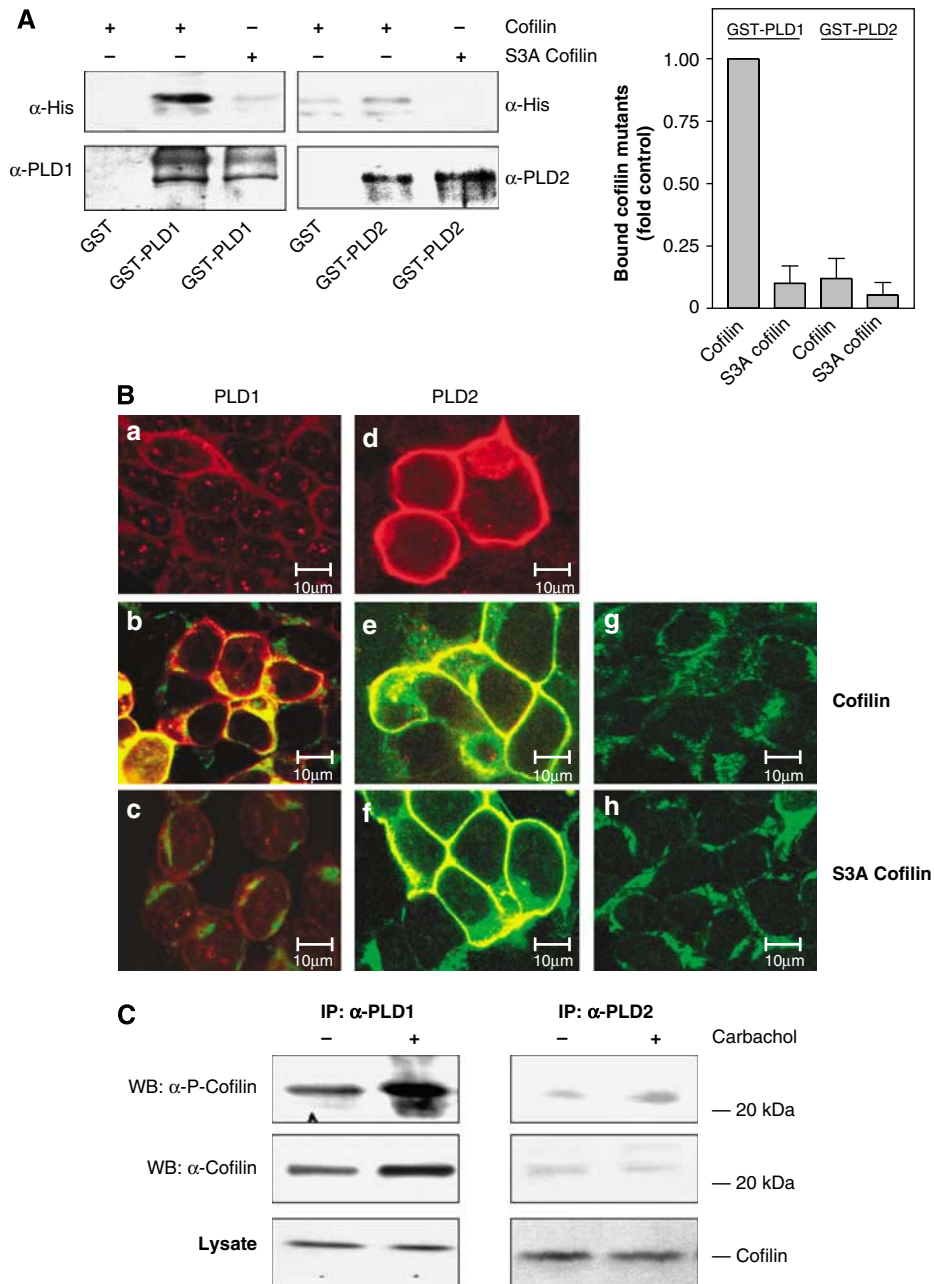 A
+ + – + + – Cofilin
– – + – – + S3A Cofilin
α-His
α-His
α-PLD1
α-PLD2
GST
GST-PLD1
GST-PLD1
GST
GST-PLD2
GST-PLD2
GST-PLD1 GST-PLD2
Bound cofilin mutants
(fold control)
1.00
0.75
0.50
0.25
0
Cofilin
S3A cofilin
Cofilin
S3A cofilin
B
PLD1 PLD2
a
10μm
d
10μm
b
10μm
e
10μm
g
10μm
Cofilin
c
10μm
f
10μm
h
10μm
S3A Cofilin
C
IP: α-PLD1 IP: α-PLD2
– + – + Carbachol
WB: α-P-Cofilin
— 20 kDa
WB: α-Cofilin
— 20 kDa
Lysate
— Cofilin